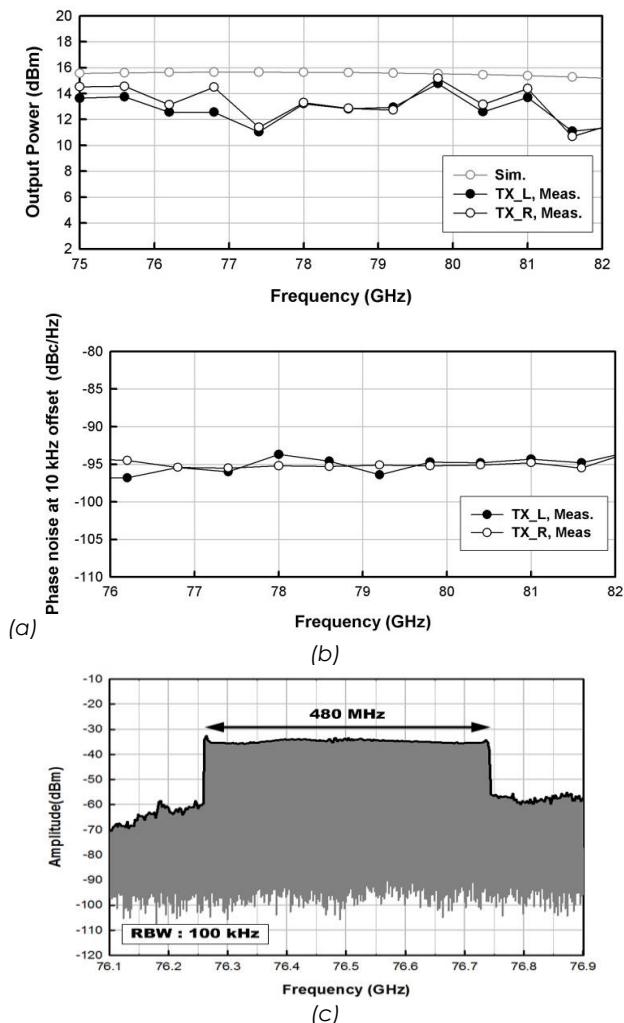 20
18
16
14
12
10
8
6
4
2
Output Power (dBm)
Sim.
TX_L, Meas.
TX_R, Meas.
75 76 77 78 79 80 81 82
Frequency (GHz)
-80
-85
-90
-95
-100
-105
-110
Phase noise at 10 kHz offset (dBc/Hz)
TX_L, Meas.
TX_R, Meas
76 77 78 79 80 81 82
Frequency (GHz)
(a)
(b)
-10
-20
-30
-40
-50
-60
-70
-80
-90
-100
-110
-120
Amplitude(dBm)
480 MHz
RBW : 100 kHz
76.1 76.2 76.3 76.4 76.5 76.6 76.7 76.8 76.9
Frequency (GHz)
(c)